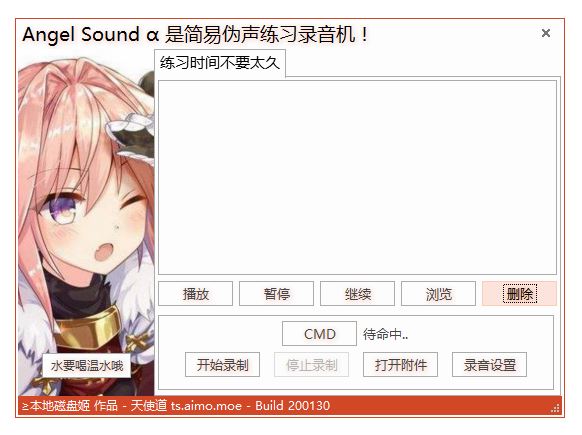 Angel Sound α 是简易伪声练习录音机！
练习时间不要太久
播放 暂停 继续 浏览 删除
CMD 待命中..
开始录制 停止录制 打开附件 录音设置
水要喝温水哦
≥本地磁盘姬 作品 - 天使道 ts.aimo.moe - Build 200130